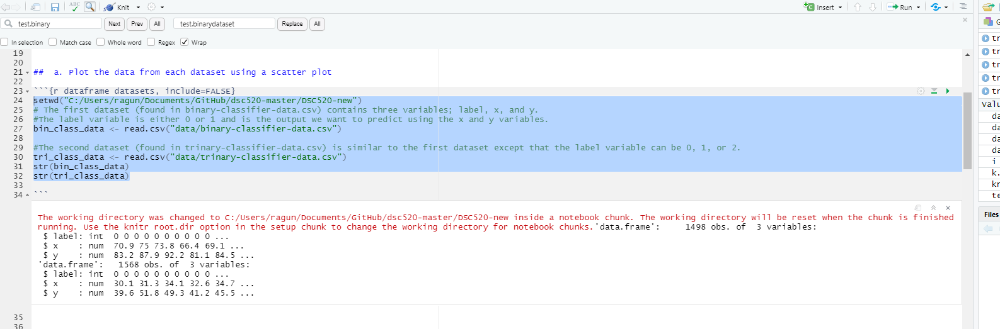 ABC
Knit
Insert
Run
test.binary
Next
Prev
All
test.binarydataset
Replace
All
In selection
Match case
Whole word
Regex
Wrap
19
20
21 ##  a. Plot the data from each dataset using a scatter plot
22
23 ```{r dataframe datasets, include=FALSE}
24 setwd("C:/Users/ragun/Documents/GitHub/dsc520-master/DSC520-new")
25 # The first dataset (found in binary-classifier-data.csv) contains three variables; label, x, and y.
26 #The label variable is either 0 or 1 and is the output we want to predict using the x and y variables.
27 bin_class_data <- read.csv("data/binary-classifier-data.csv")
28
29 #The second dataset (found in trinary-classifier-data.csv) is similar to the first dataset except that the label variable can be 0, 1, or 2.
30 tri_class_data <- read.csv("data/trinary-classifier-data.csv")
31 str(bin_class_data)
32 str(tri_class_data)
33
34 ```
The working directory was changed to C:/Users/ragun/Documents/GitHub/dsc520-master/DSC520-new inside a notebook chunk. The working directory will be reset when the chunk is finished
running. Use the knitr root.dir option in the setup chunk to change the working directory for notebook chunks.'data.frame':     1498 obs. of  3 variables:
$ label: int  0 0 0 0 0 0 0 0 0 0 ...
$ x    : num  70.9 75 73.8 66.4 69.1 ...
$ y    : num  83.2 87.9 92.2 81.1 84.5 ...
'data.frame':   1568 obs. of  3 variables:
$ label: int  0 0 0 0 0 0 0 0 0 0 ...
$ x    : num  30.1 31.3 34.1 32.6 34.7 ...
$ y    : num  39.6 51.8 49.3 41.2 45.5 ...
35
36
tr
tr
tr
tr
tr
Valu
da
da
da
da
i
k.
kr
te
Files